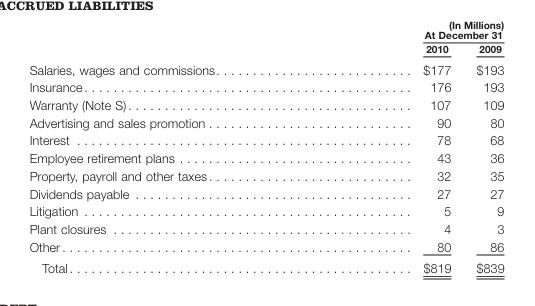 ACCRUED LIABILITIES
(In Millions)
At December 31
2010 2009
Salaries, wages and commissions. . . . . . . . . . . . . . . . . . . . . . . . . . . $177 $193
Insurance. . . . . . . . . . . . . . . . . . . . . . . . . . . . . . . . . . . . . . . . . . . . . 176 193
Warranty (Note S). . . . . . . . . . . . . . . . . . . . . . . . . . . . . . . . . . . . . . . 107 109
Advertising and sales promotion . . . . . . . . . . . . . . . . . . . . . . . . . . . . 90 80
Interest . . . . . . . . . . . . . . . . . . . . . . . . . . . . . . . . . . . . . . . . . . . . . . 78 68
Employee retirement plans . . . . . . . . . . . . . . . . . . . . . . . . . . . . . . . . 43 36
Property, payroll and other taxes. . . . . . . . . . . . . . . . . . . . . . . . . . . . 32 35
Dividends payable . . . . . . . . . . . . . . . . . . . . . . . . . . . . . . . . . . . . . . 27 27
Litigation . . . . . . . . . . . . . . . . . . . . . . . . . . . . . . . . . . . . . . . . . . . . . 5 9
Plant closures . . . . . . . . . . . . . . . . . . . . . . . . . . . . . . . . . . . . . . . . . 4 3
Other. . . . . . . . . . . . . . . . . . . . . . . . . . . . . . . . . . . . . . . . . . . . . . . . 80 86
Total. . . . . . . . . . . . . . . . . . . . . . . . . . . . . . . . . . . . . . . . . . . . . . . $819 $839